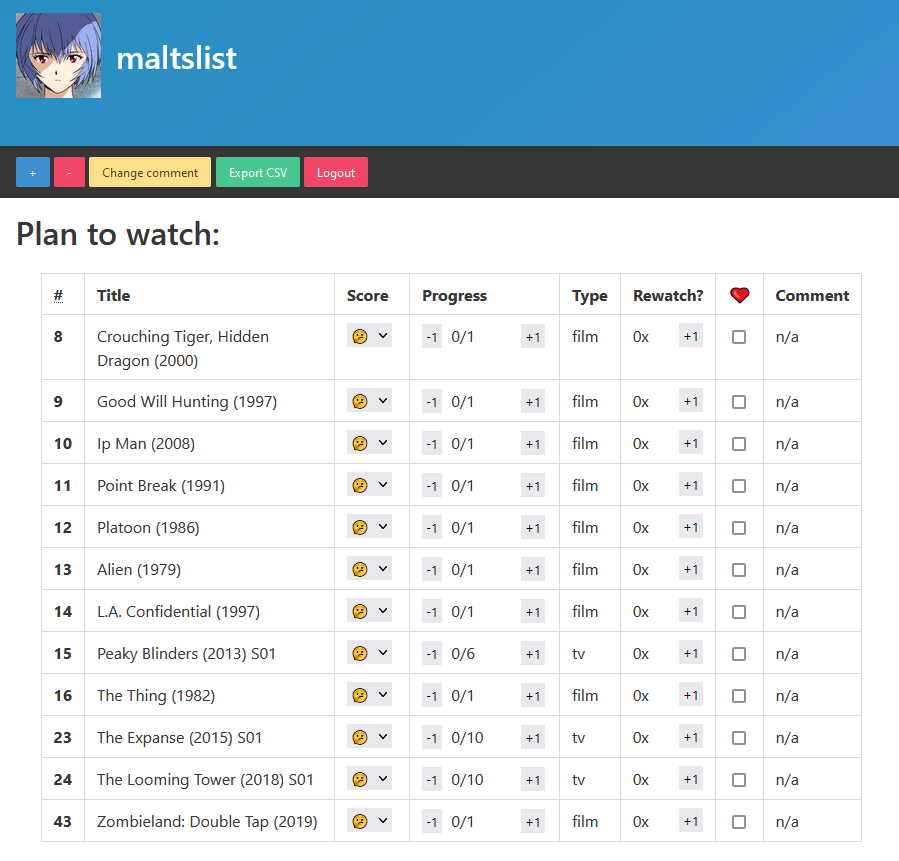 maltslist
+ - Change comment Export CSV Logout
Plan to watch:
# Title Score Progress Type Rewatch? Comment
8 Crouching Tiger, Hidden -1 0/1 +1 film 0x +1 n/a
Dragon (2000)
9 Good Will Hunting (1997) -1 0/1 +1 film 0x +1 n/a
10 Ip Man (2008) -1 0/1 +1 film 0x +1 n/a
11 Point Break (1991) -1 0/1 +1 film 0x +1 n/a
12 Platoon (1986) -1 0/1 +1 film 0x +1 n/a
13 Alien (1979) -1 0/1 +1 film 0x +1 n/a
14 L.A. Confidential (1997) -1 0/1 +1 film 0x +1 n/a
15 Peaky Blinders (2013) S01 -1 0/6 +1 tv 0x +1 n/a
16 The Thing (1982) -1 0/1 +1 film 0x +1 n/a
23 The Expanse (2015) S01 -1 0/10 +1 tv 0x +1 n/a
24 The Looming Tower (2018) S01 -1 0/10 +1 tv 0x +1 n/a
43 Zombieland: Double Tap (2019) -1 0/1 +1 film 0x +1 n/a